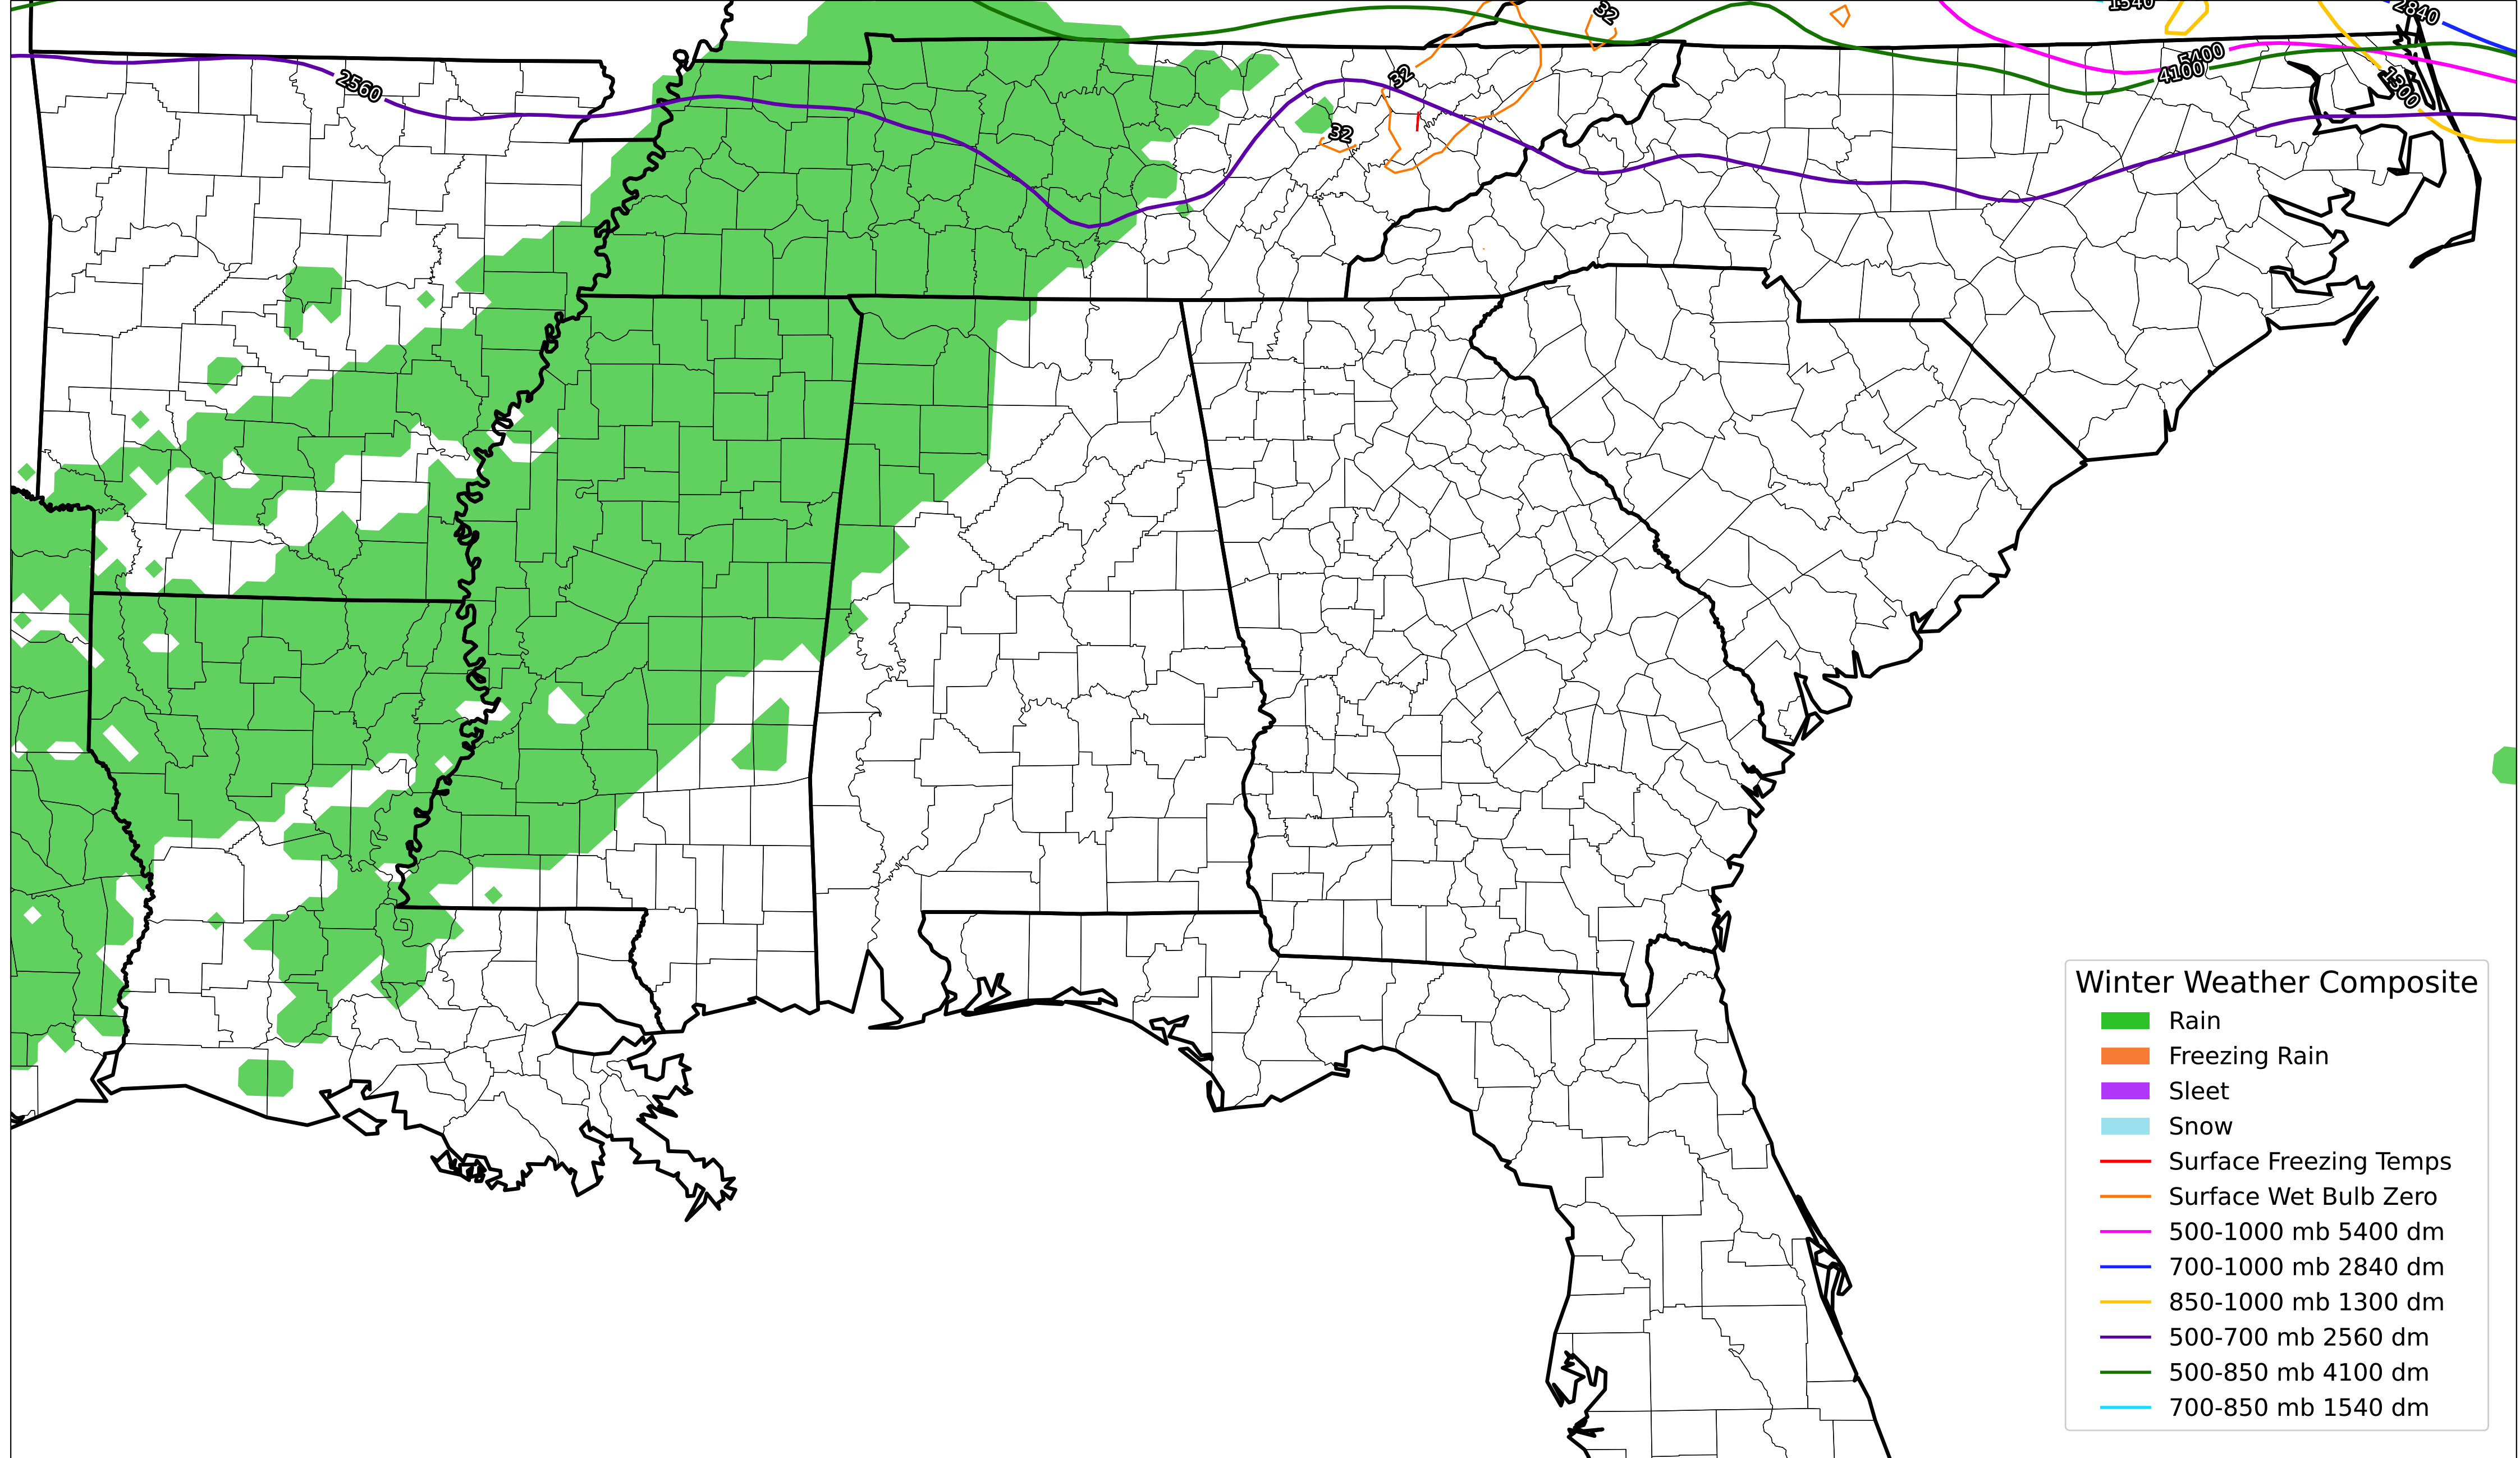 32
1540
2840
2560
32
5400
4100
1300
32
Winter Weather Composite
Rain
Freezing Rain
Sleet
Snow
Surface Freezing Temps
Surface Wet Bulb Zero
500-1000 mb 5400 dm
700-1000 mb 2840 dm
850-1000 mb 1300 dm
500-700 mb 2560 dm
500-850 mb 4100 dm
700-850 mb 1540 dm